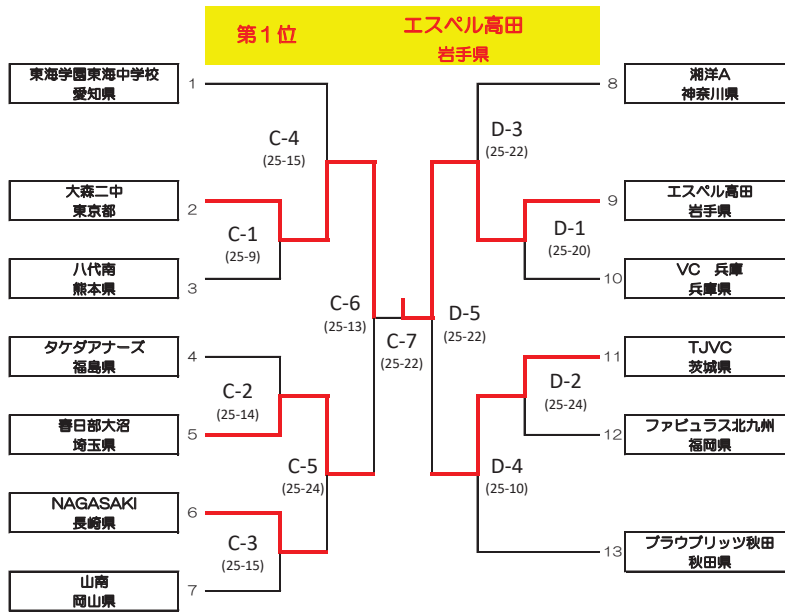 第1位 エスペル高田
岩手県
東海学園東海中学校
愛知県
1
大森二中
東京都
2
八代南
熊本県
3
タケダアナーズ
福島県
4
春日部大沼
埼玉県
5
NAGASAKI
長崎県
6
山南
岡山県
7
C-4
(25-15)
C-1
(25-9)
C-6
(25-13)
C-2
(25-14)
C-5
(25-24)
C-3
(25-15)
C-7
(25-22)
D-3
(25-22)
D-1
(25-20)
D-5
(25-22)
D-2
(25-24)
D-4
(25-10)
8
湘洋A
神奈川県
9
エスペル高田
岩手県
10
VC 兵庫
兵庫県
11
TJVC
茨城県
12
ファビュラス北九州
福岡県
13
プラウブリッツ秋田
秋田県